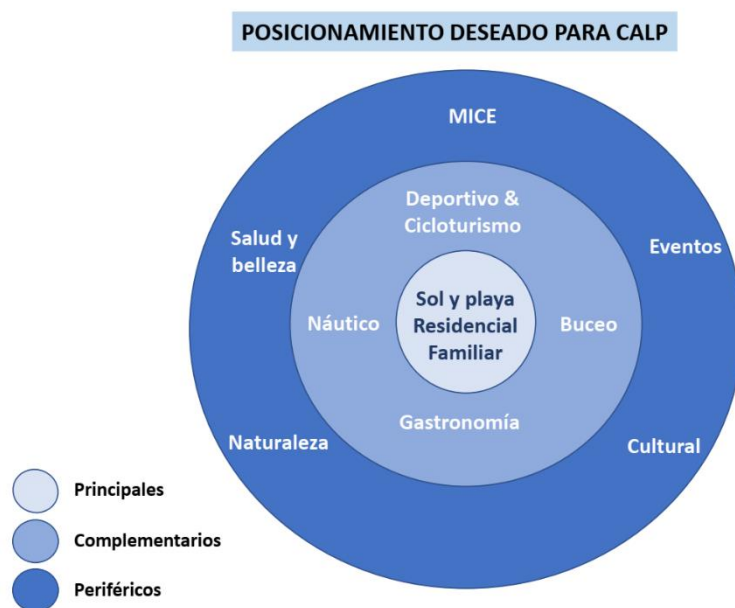 POSICIONAMIENTO DESEADO PARA CALP
MICE
Deportivo &
Cicloturismo
Salud y
belleza
Eventos
Sol y playa
Residencial
Familiar
Náutico
Buceo
Gastronomía
Naturaleza
Cultural
Principales
Complementarios
Periféricos